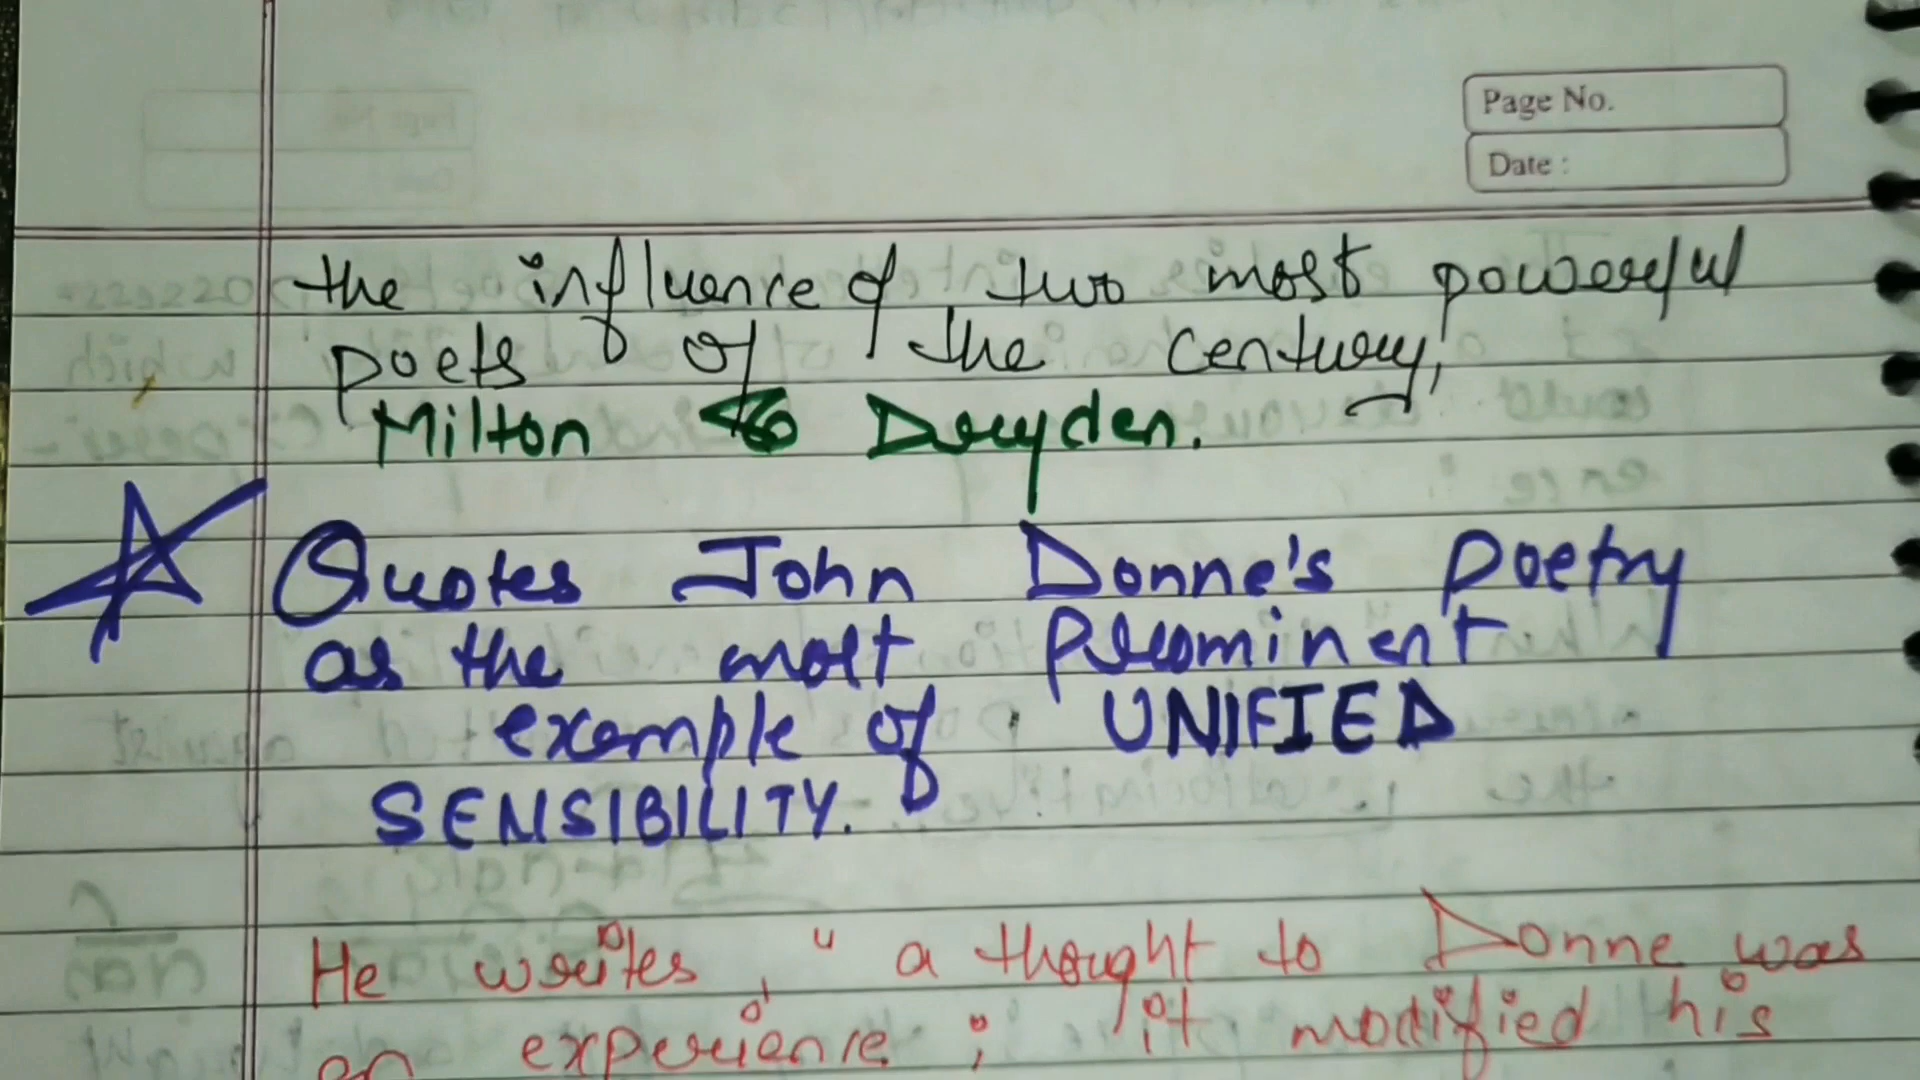 Page No.
Date :
the influence of two most powerful
poets of the century,
Milton & Dryden.
Quotes John Donne's poetry
as the most prominent
example of UNIFIED
SENSIBILITY.
He writes, " a thought to Donne was
an experience ; it modified his